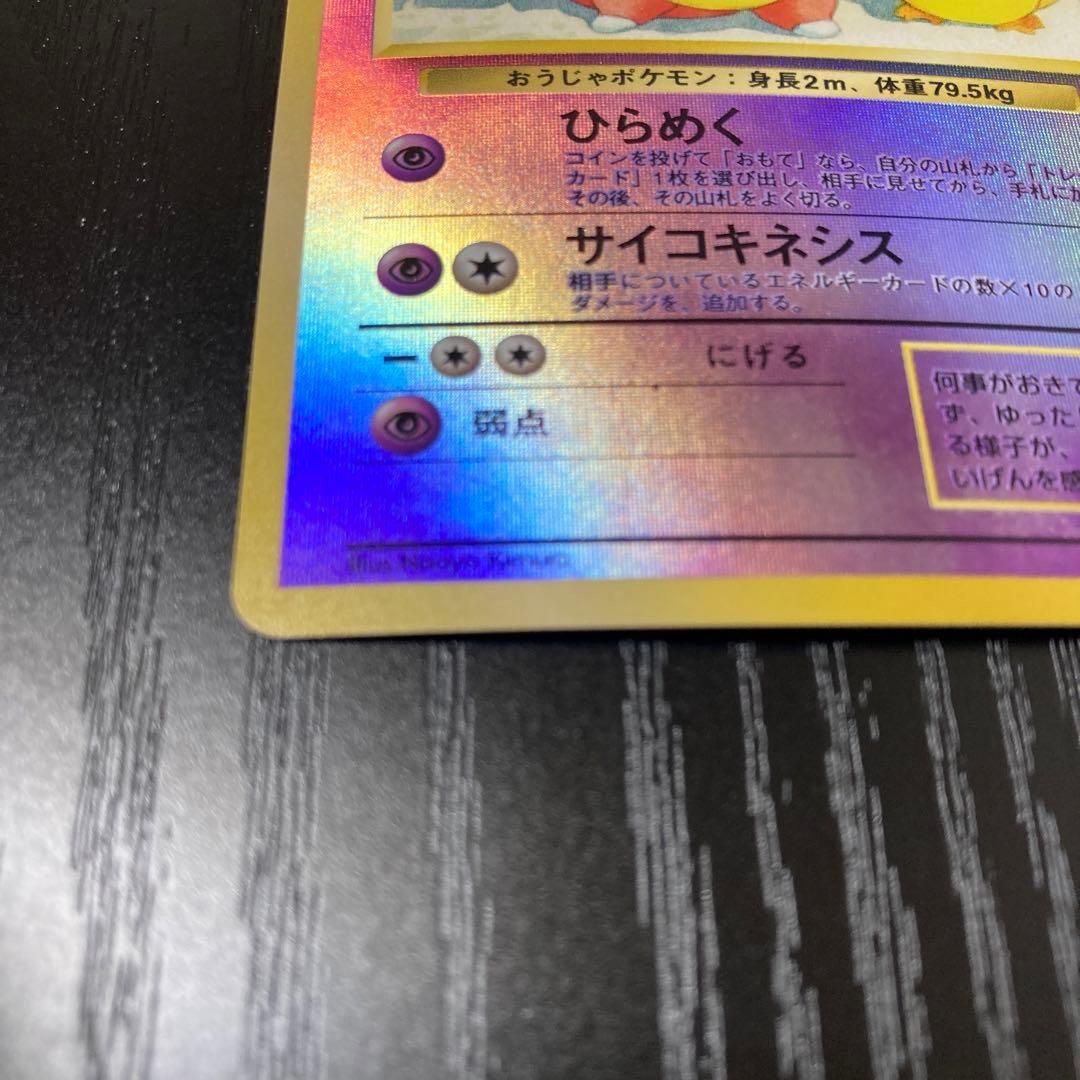 おうじゃポケモン：身長2m、体重79.5kg
ひらめく
コインを投げて「おもて」なら、自分の山札から「トレ
カード」1枚を選び出し、相手に見せてから、手札に
その後、その山札をよく切る。
サイコキネシス
相手についているエネルギーカードの数×10の
ダメージを、追加する。
にげる
弱点
何事がおきて
ず、ゆった
る様子が、
いげんを感
Illus. Naoyo Kimura